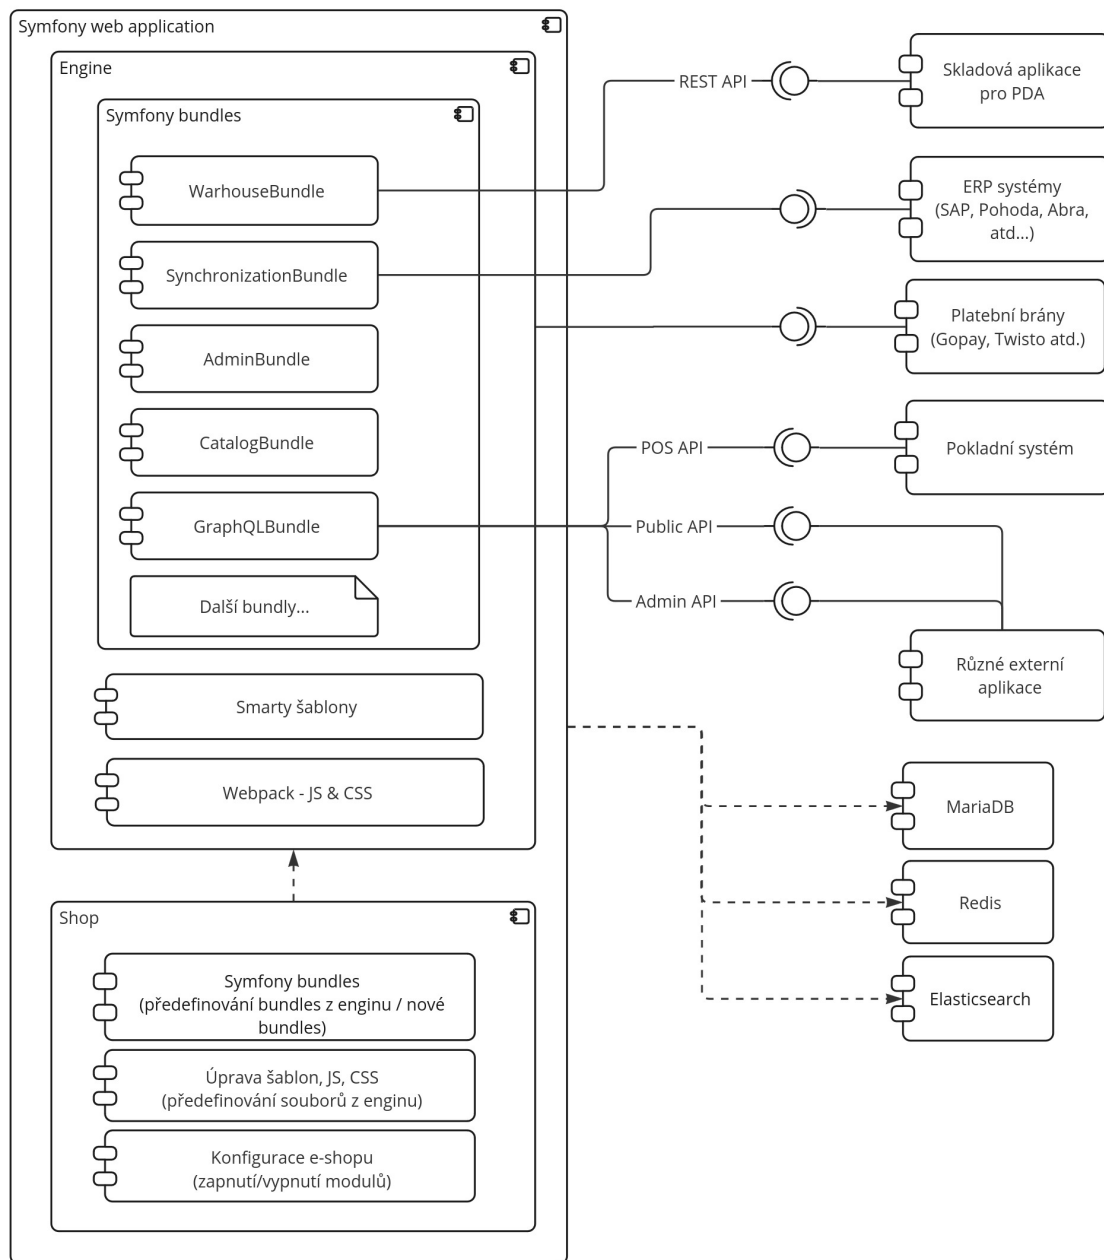 Symfony web application
Engine
Symfony bundles
WarhouseBundle
SynchronizationBundle
AdminBundle
CatalogBundle
GraphQLBundle
Další bundly...
Smarty šablony
Webpack - JS & CSS
Shop
Symfony bundles
(předefinování bundles z enginu / nové
bundles)
Úprava šablon, JS, CSS
(předefinování souborů z enginu)
Konfigurace e-shopu
(zapnutí/vypnutí modulů)
REST API
Skladová aplikace
pro PDA
ERP systémy
(SAP, Pohoda, Abra,
atd...)
Platební brány
(Gopay, Twisto atd.)
POS API
Pokladní systém
Public API
Admin API
Různé externí
aplikace
MariaDB
Redis
Elasticsearch